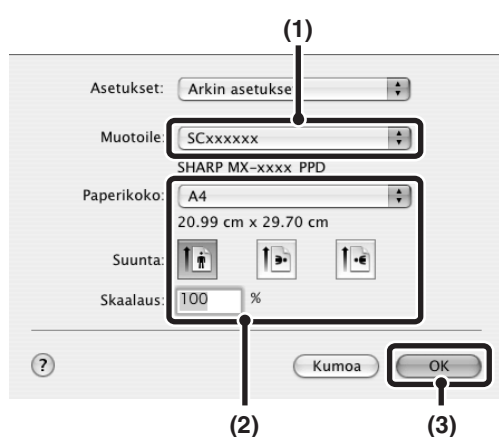 (1)
Asetukset: Arkin asetukset
Muotoile: SCxxxxxx
SHARP MX-xxxx PPD
Paperikoko: A4
20.99 cm x 29.70 cm
Suunta:
Skaalaus: 100 %
? Kumoa OK
(2) (3)